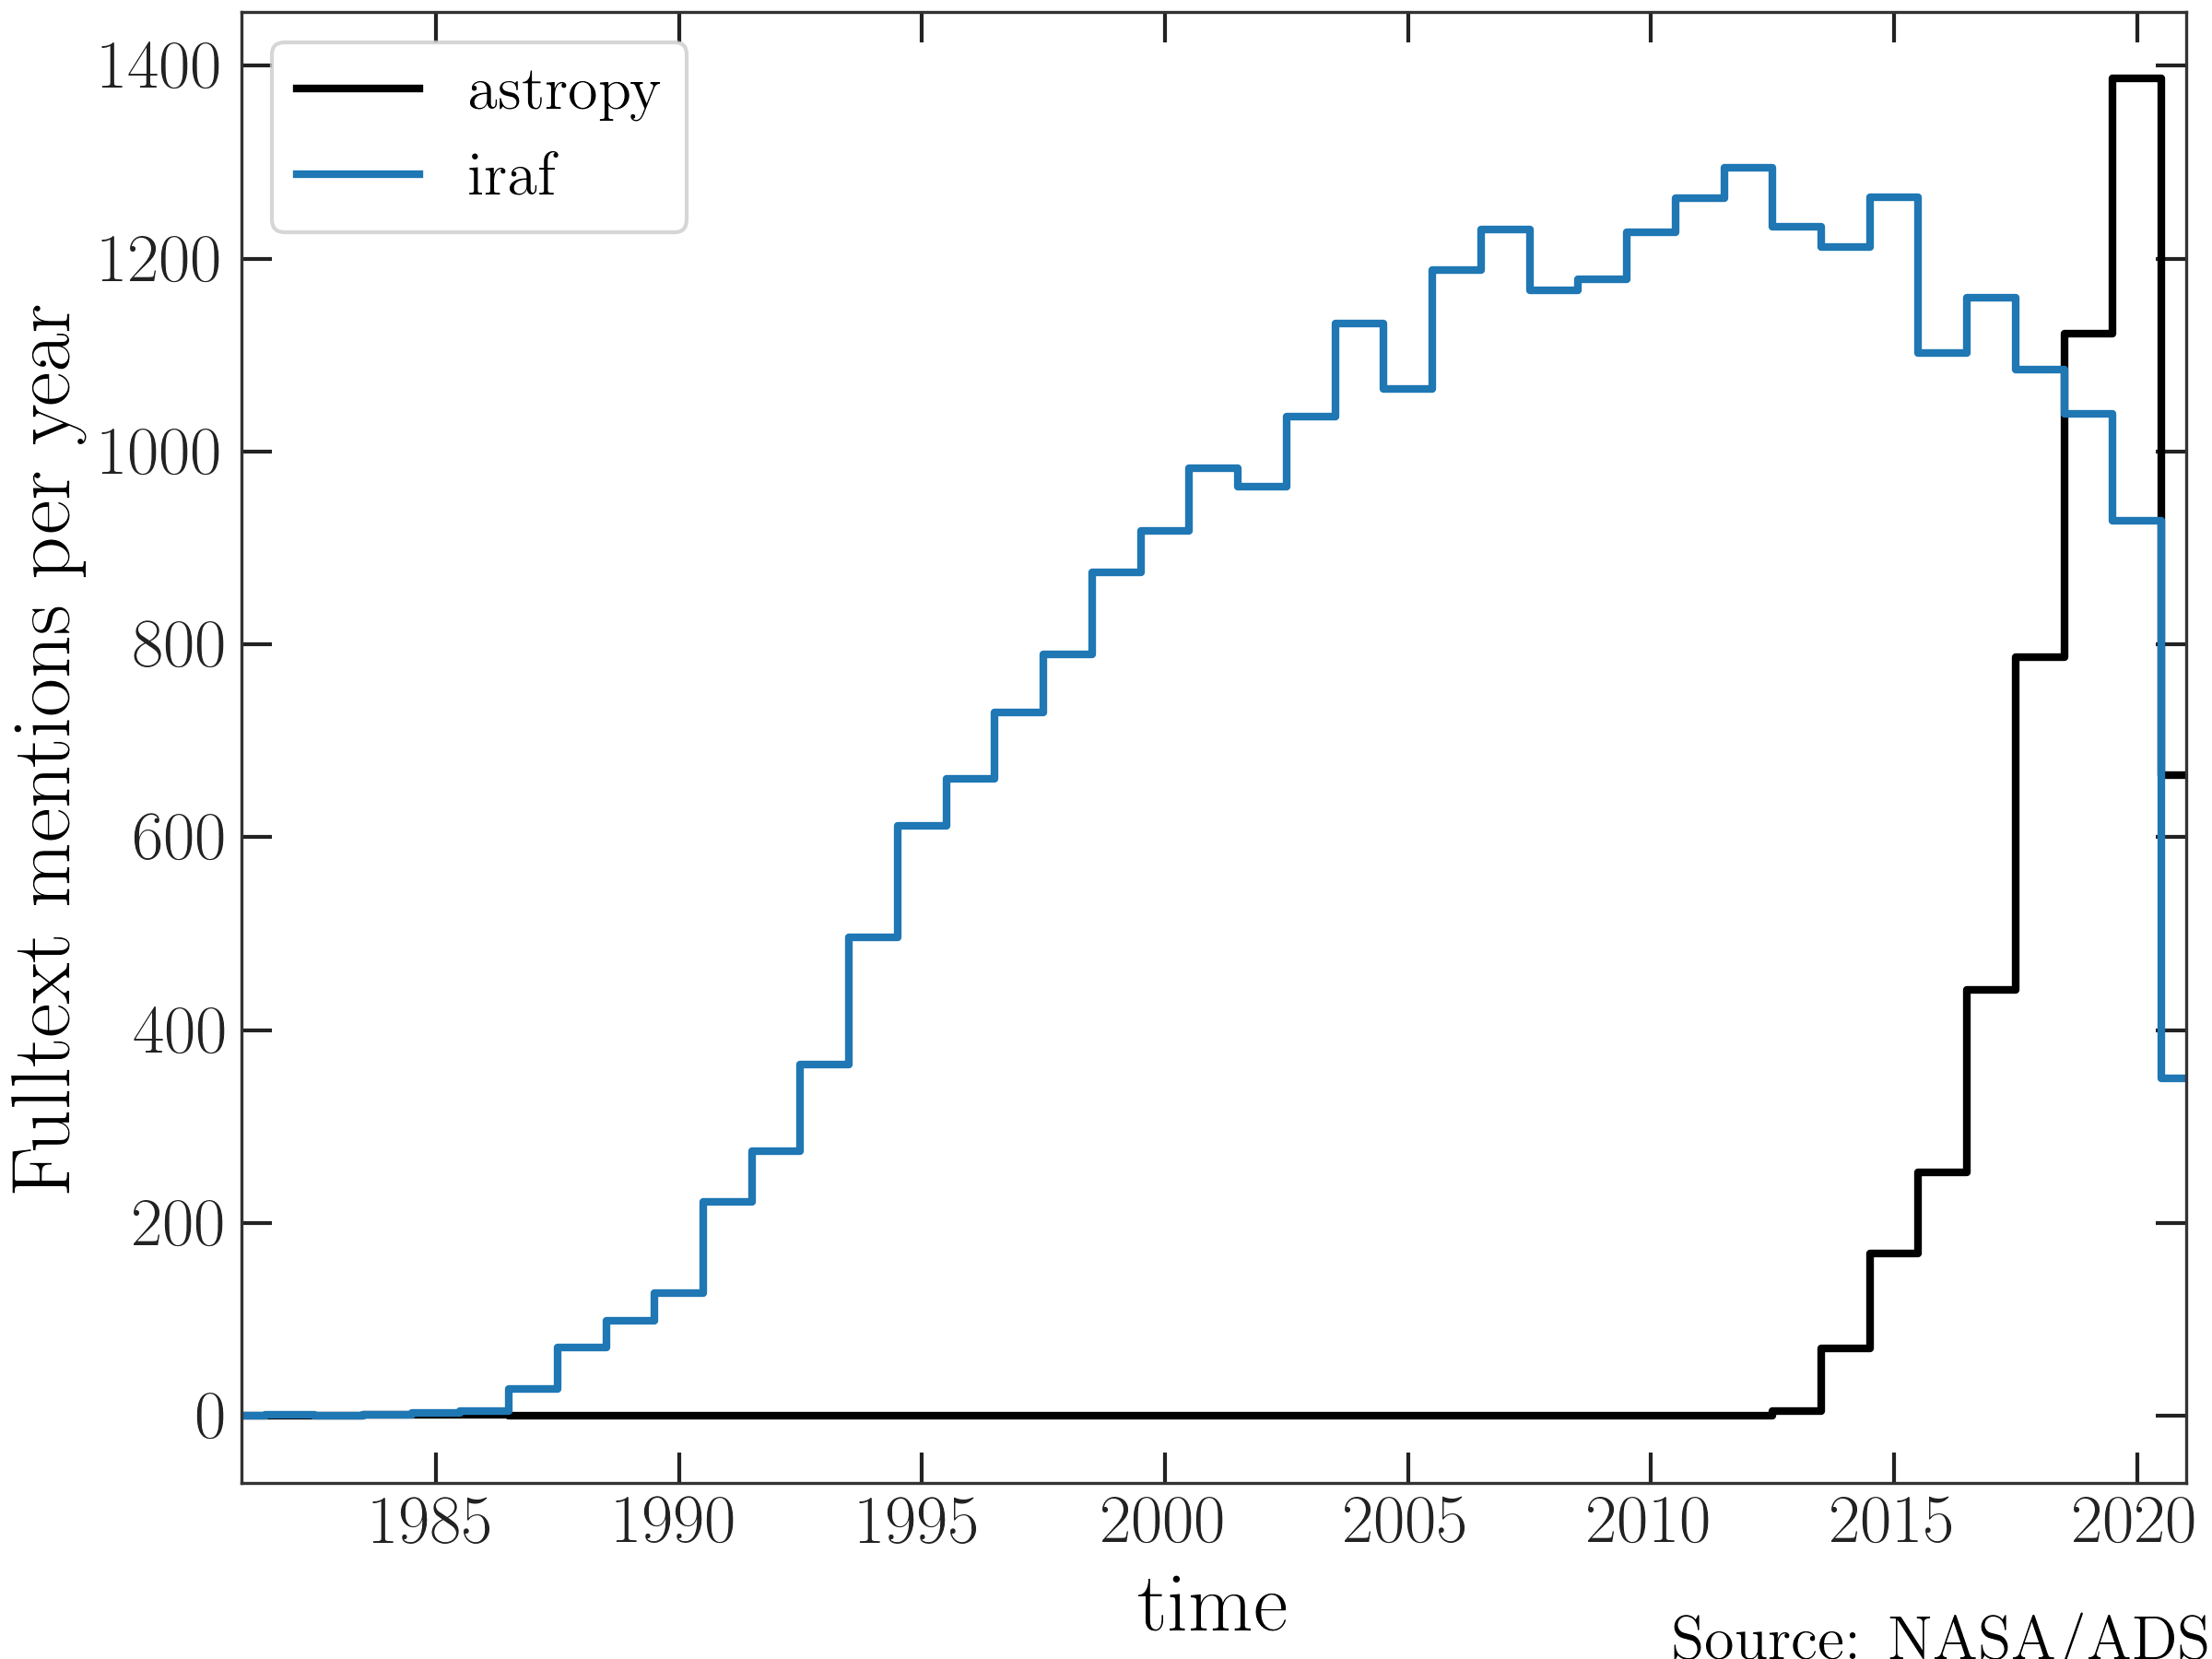 1400
1200
1000
800
600
400
200
0
Fulltext mentions per year
astropy
iraf
1985 1990 1995 2000 2005 2010 2015 2020
time
Source: NASA/ADS